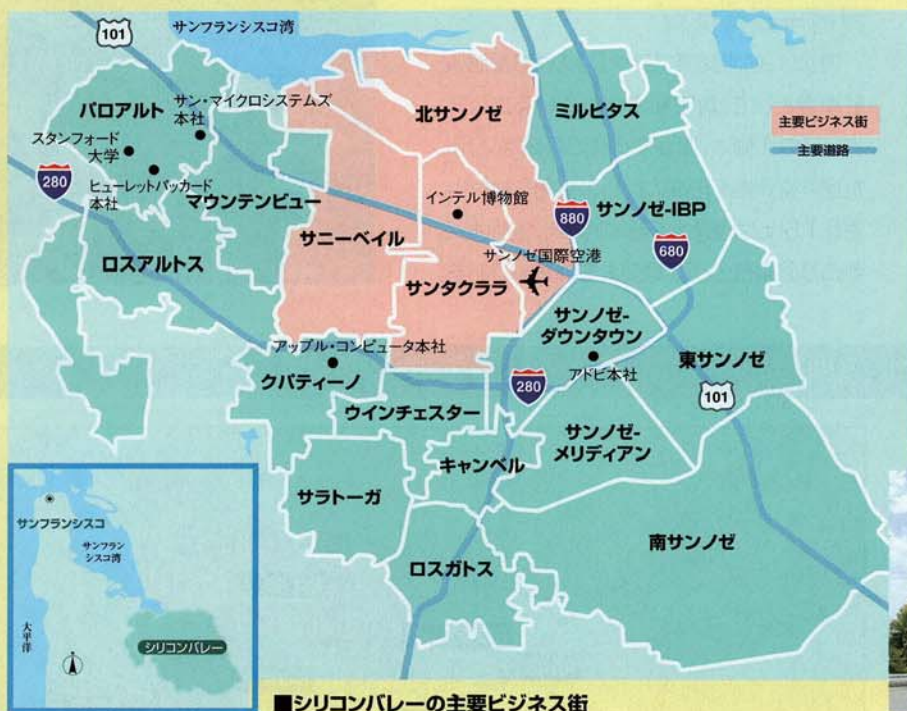 サンフランシスコ湾
101
パロアルト
サン・マイクロシステムズ
本社
スタンフォード
大学
280
ヒューレットパッカード
本社
マウンテンビュー
ロスアルトス
北サンノゼ
ミルピタス
主要ビジネス街
主要道路
インテル博物館
880
サンノゼ-IBP
680
サニーベイル
サンノゼ国際空港
サンタクララ
サンノゼ-
ダウンタウン
アドビ本社
東サンノゼ
101
アップル・コンピュータ本社
クパティーノ
280
ウインチェスター
サンノゼ-
メリディアン
キャンベル
サラトーガ
ロスガトス
南サンノゼ
サンフランシスコ
サンフラン
シスコ湾
太平洋
シリコンバレー
■シリコンバレーの主要ビジネス街